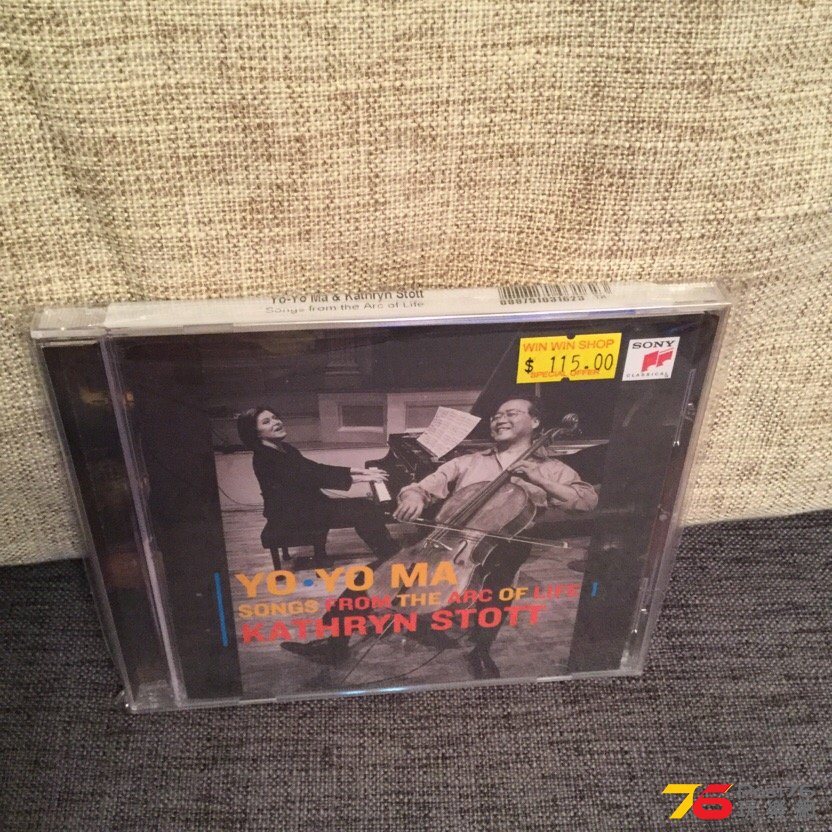 Yo-Yo Ma & Kathryn Stott
Songs from the Arc of Life
WIN WIN SHOP
$ 115.00
SPECIAL OFFER
SONY
CLASSICAL
YO·YO MA
SONGS FROM THE ARC OF LIFE
KATHRYN STOTT
76